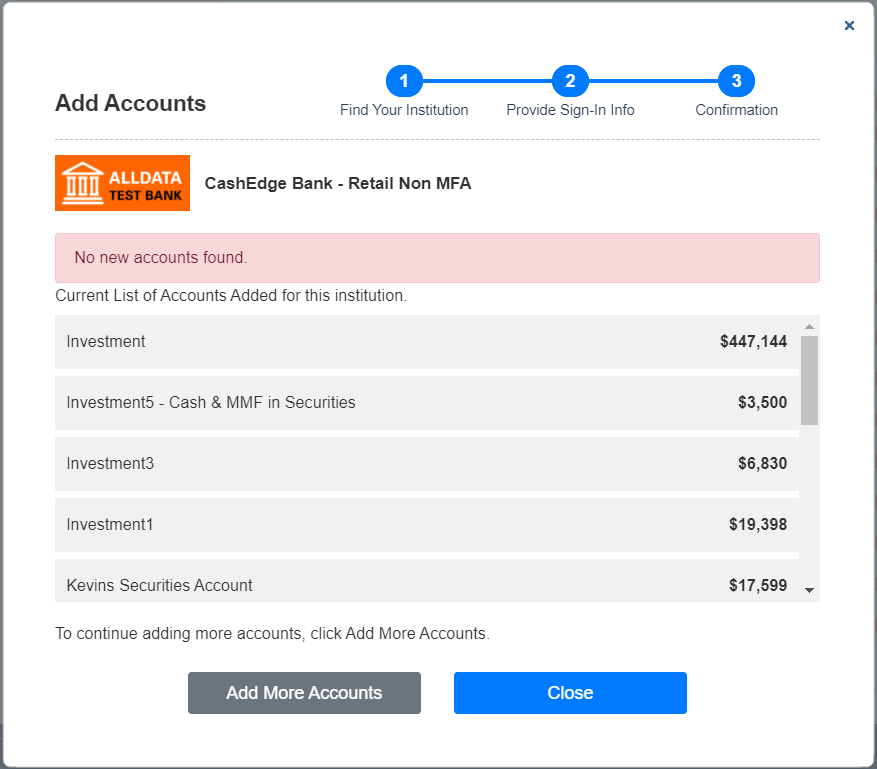 ×
Add Accounts
1 2 3
Find Your Institution Provide Sign-In Info Confirmation
ALLDATA
TEST BANK
CashEdge Bank - Retail Non MFA
No new accounts found.
Current List of Accounts Added for this institution.
Investment $447,144
Investment5 - Cash & MMF in Securities $3,500
Investment3 $6,830
Investment1 $19,398
Kevins Securities Account $17,599
To continue adding more accounts, click Add More Accounts.
Add More Accounts Close